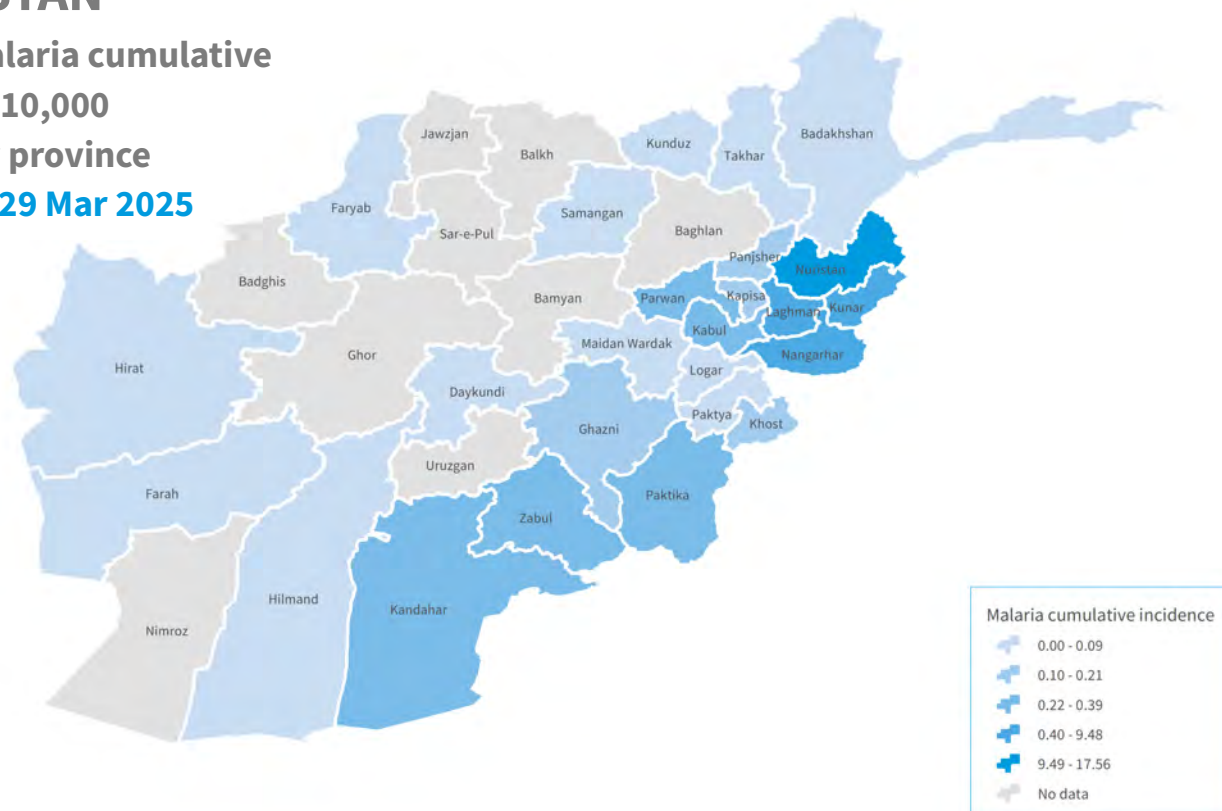 STAN
alaria cumulative
10,000
province
29 Mar 2025
Jawzjan
Balkh
Kunduz
Takhar
Badakhshan
Faryab
Sar-e-Pul
Samangan
Baghlan
Badghis
Panjsher
Nuristan
Bamyan
Parwan
Kapisa
Laghman
Kunar
Kabul
Hirat
Ghor
Maidan Wardak
Nangarhar
Logar
Daykundi
Paktya
Khost
Ghazni
Uruzgan
Farah
Paktika
Zabul
Hilmand
Kandahar
Nimroz
Malaria cumulative incidence
0.00 - 0.09
0.10 - 0.21
0.22 - 0.39
0.40 - 9.48
9.49 - 17.56
No data